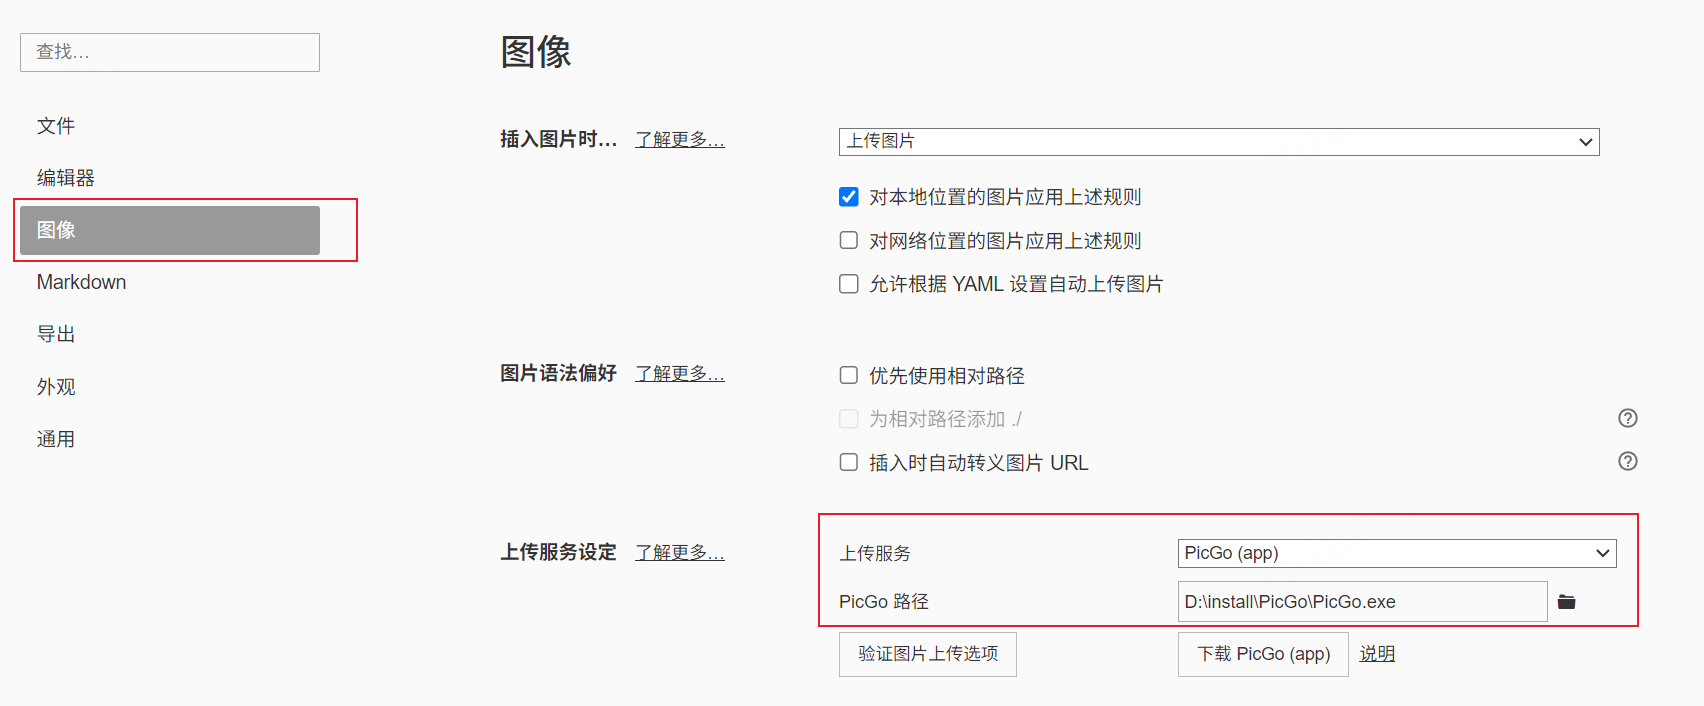 查找...
文件
编辑器
图像
Markdown
导出
外观
通用
图像
插入图片时... 了解更多... 上传图片
对本地位置的图片应用上述规则
对网络位置的图片应用上述规则
允许根据 YAML 设置自动上传图片
图片语法偏好 了解更多... 优先使用相对路径
为相对路径添加 ./
插入时自动转义图片 URL
上传服务设定 了解更多... 上传服务 PicGo (app)
PicGo 路径 D:\install\PicGo\PicGo.exe
验证图片上传选项 下载 PicGo (app) 说明